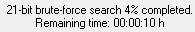 21-bit brute-force search 4% completed.
Remaining time: 00:00:10 h